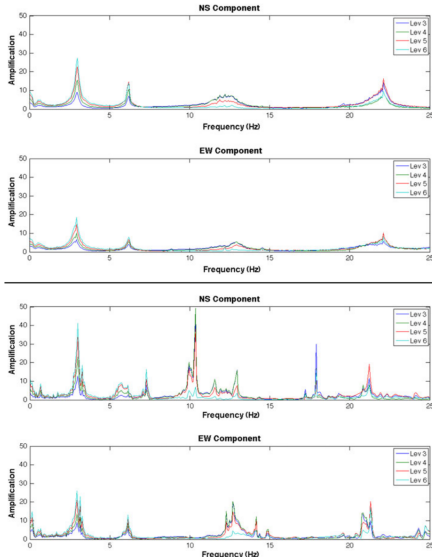 NS Component
50
40
30
20
10
0
Amplification
Lev 3
Lev 4
Lev 5
Lev 6
0 5 10 15 20 25
Frequency (Hz)
EW Component
50
40
30
20
10
0
Amplification
Lev 3
Lev 4
Lev 5
Lev 6
0 5 10 15 20 25
Frequency (Hz)
NS Component
50
40
30
20
10
0
Amplification
Lev 3
Lev 4
Lev 5
Lev 6
0 5 10 15 20 25
Frequency (Hz)
EW Component
50
40
30
20
10
0
Amplification
Lev 3
Lev 4
Lev 5
Lev 6
0 5 10 15 20 25
Frequency (Hz)